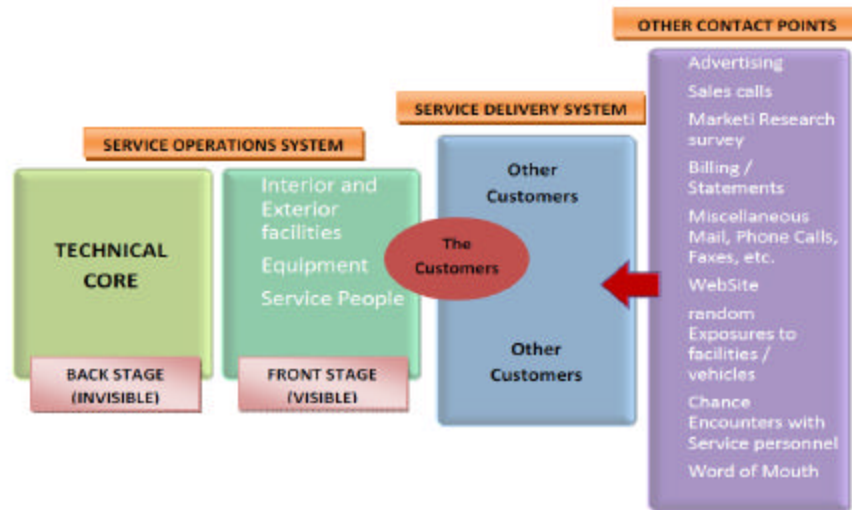 OTHER CONTACT POINTS
Advertising
Sales calls
Marketi Research
survey
Billing /
Statements
Miscellaneous
Mail, Phone Calls,
Faxes, etc.
WebSite
random
Exposures to
facilities /
vehicles
Chance
Encounters with
Service personnel
Word of Mouth
SERVICE DELIVERY SYSTEM
Other
Customers
The
Customers
Other
Customers
SERVICE OPERATIONS SYSTEM
TECHNICAL
CORE
BACK STAGE
(INVISIBLE)
Interior and
Exterior
facilities
Equipment
Service People
FRONT STAGE
(VISIBLE)